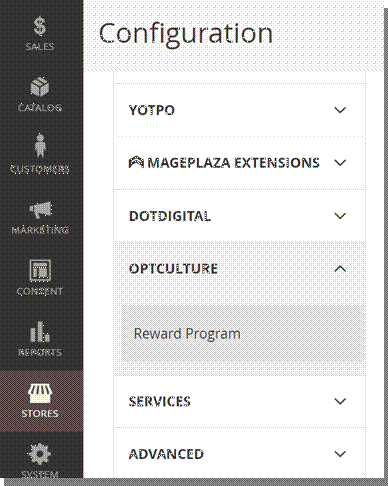 Configuration
SALES
CATALOG
CUSTOMERS
MARKETING
CONTENT
REPORTS
STORES
SYSTEM
YOTPO
MAGEPLAZA EXTENSIONS
DOTDIGITAL
OPTCULTURE
Reward Program
SERVICES
ADVANCED